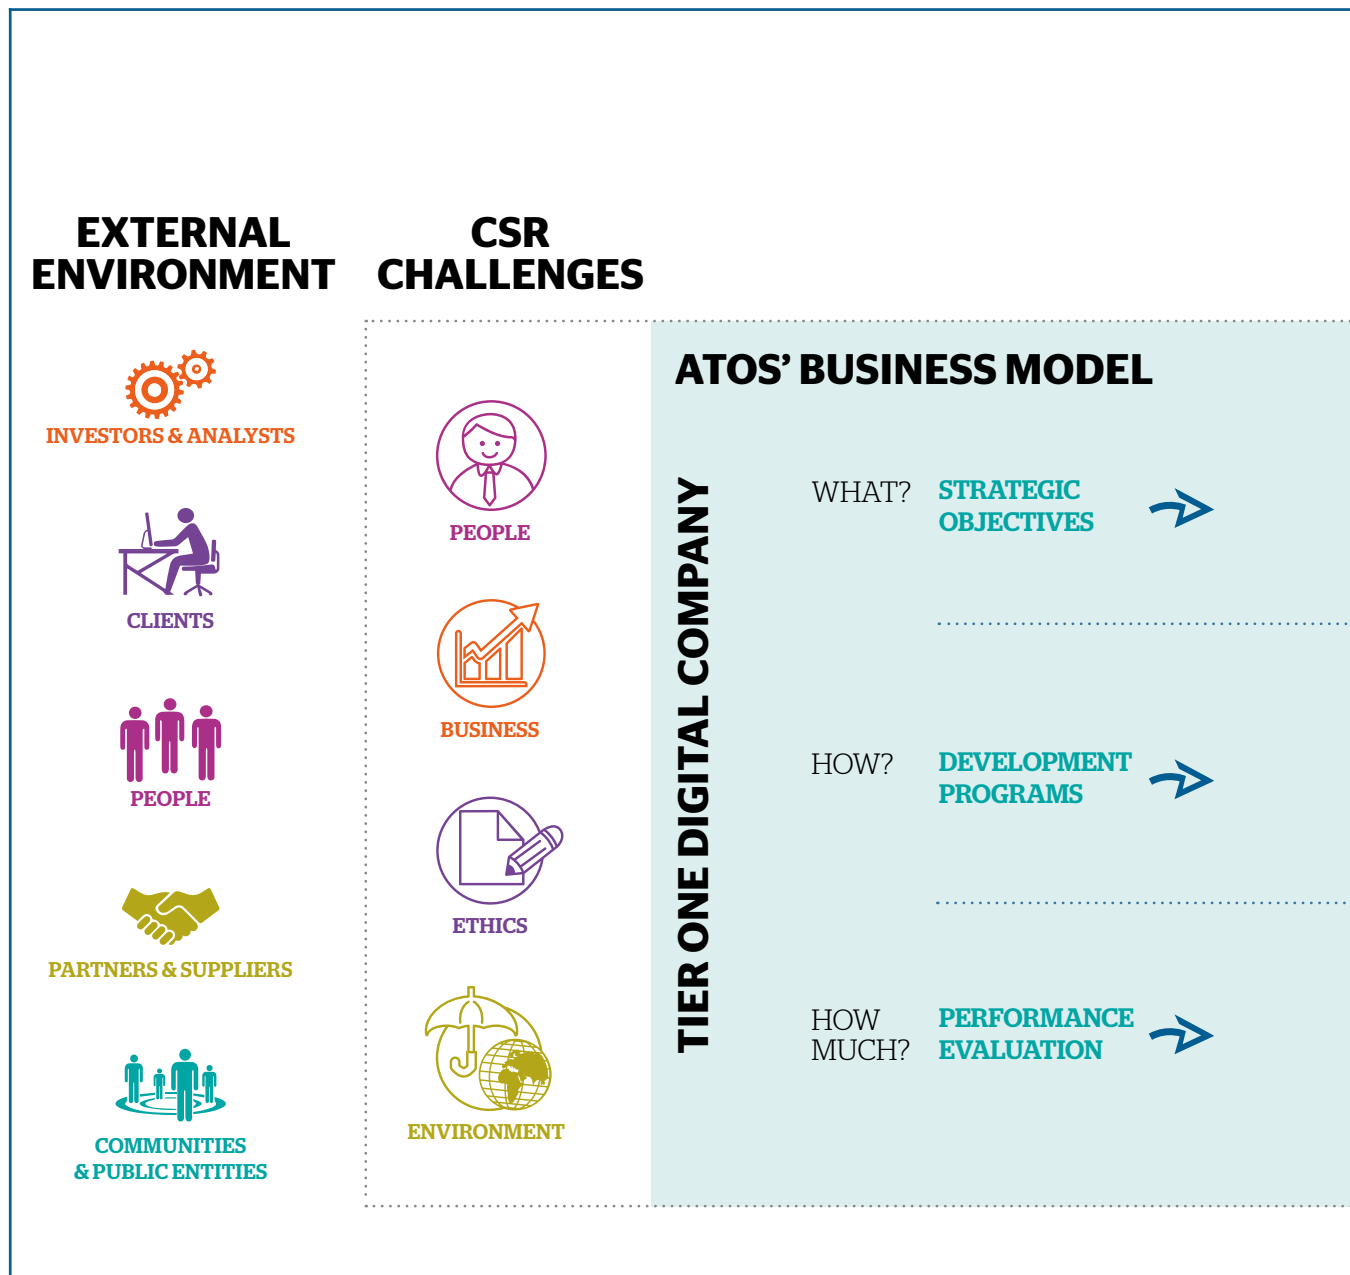 EXTERNAL
ENVIRONMENT
INVESTORS & ANALYSTS
CLIENTS
PEOPLE
PARTNERS & SUPPLIERS
COMMUNITIES
& PUBLIC ENTITIES
CSR
CHALLENGES
PEOPLE
BUSINESS
ETHICS
ENVIRONMENT
ATOS’ BUSINESS MODEL
TIER ONE DIGITAL COMPANY
WHAT?
STRATEGIC
OBJECTIVES
HOW?
DEVELOPMENT
PROGRAMS
HOW
MUCH?
PERFORMANCE
EVALUATION